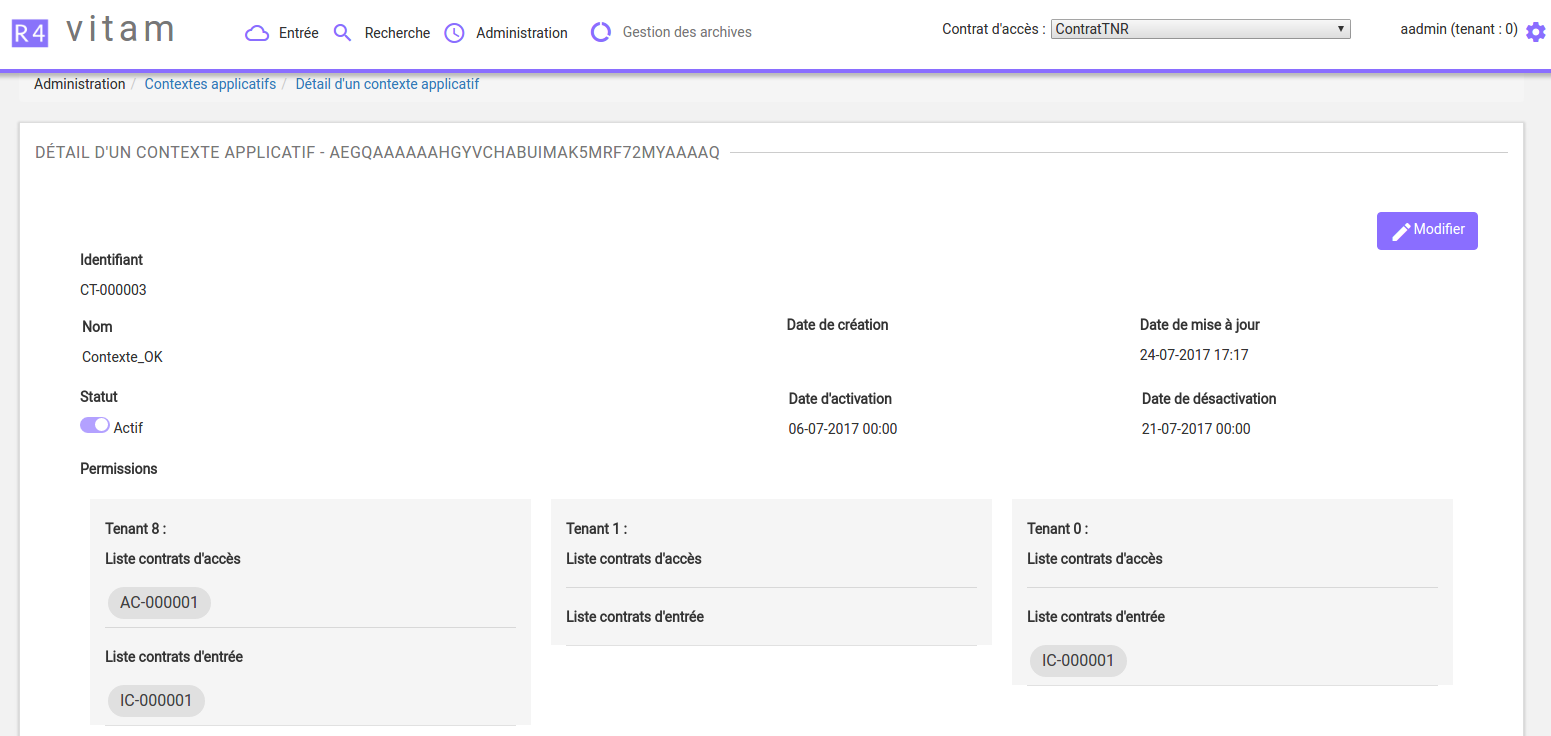 R4 vitam Entrée Recherche Administration Gestion des archives Contrat d'accès : ContratTNR aadmin (tenant : 0)
Administration / Contextes applicatifs / Détail d'un contexte applicatif
DÉTAIL D'UN CONTEXTE APPLICATIF - AEGQAAAAAAHGYVCHABUIMAK5MRF72MYAAAAQ
Modifier
Identifiant
CT-000003
Nom Date de création Date de mise à jour
Contexte_OK 24-07-2017 17:17
Statut Date d'activation Date de désactivation
Actif 06-07-2017 00:00 21-07-2017 00:00
Permissions
Tenant 8 :
Liste contrats d'accès
AC-000001
Liste contrats d'entrée
IC-000001
Tenant 1 :
Liste contrats d'accès
Liste contrats d'entrée
Tenant 0 :
Liste contrats d'accès
Liste contrats d'entrée
IC-000001